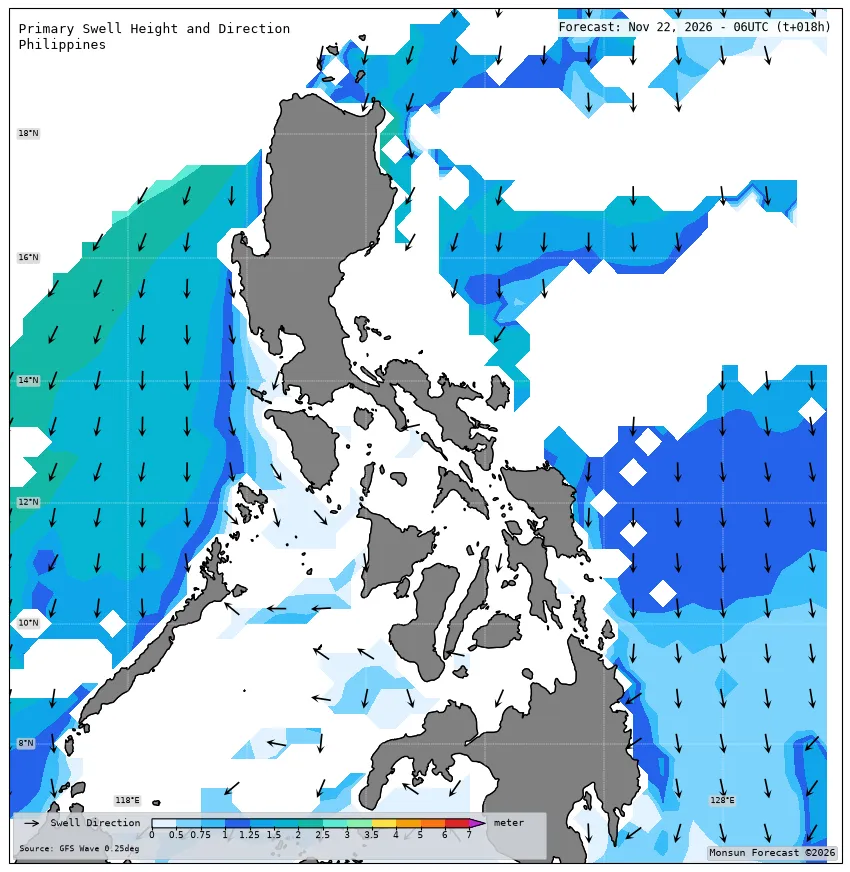 Primary Swell Height and Direction
Philippines
Forecast: Nov 22, 2026 - 06UTC (t+018h)
18°N
16°N
14°N
12°N
10°N
8°N
118°E
128°E
Swell Direction
0 0.5 0.75 1 1.25 1.5 2 2.5 3 3.5 4 5 6 7
meter
Source: GFS Wave 0.25deg
Monsun Forecast ©2026